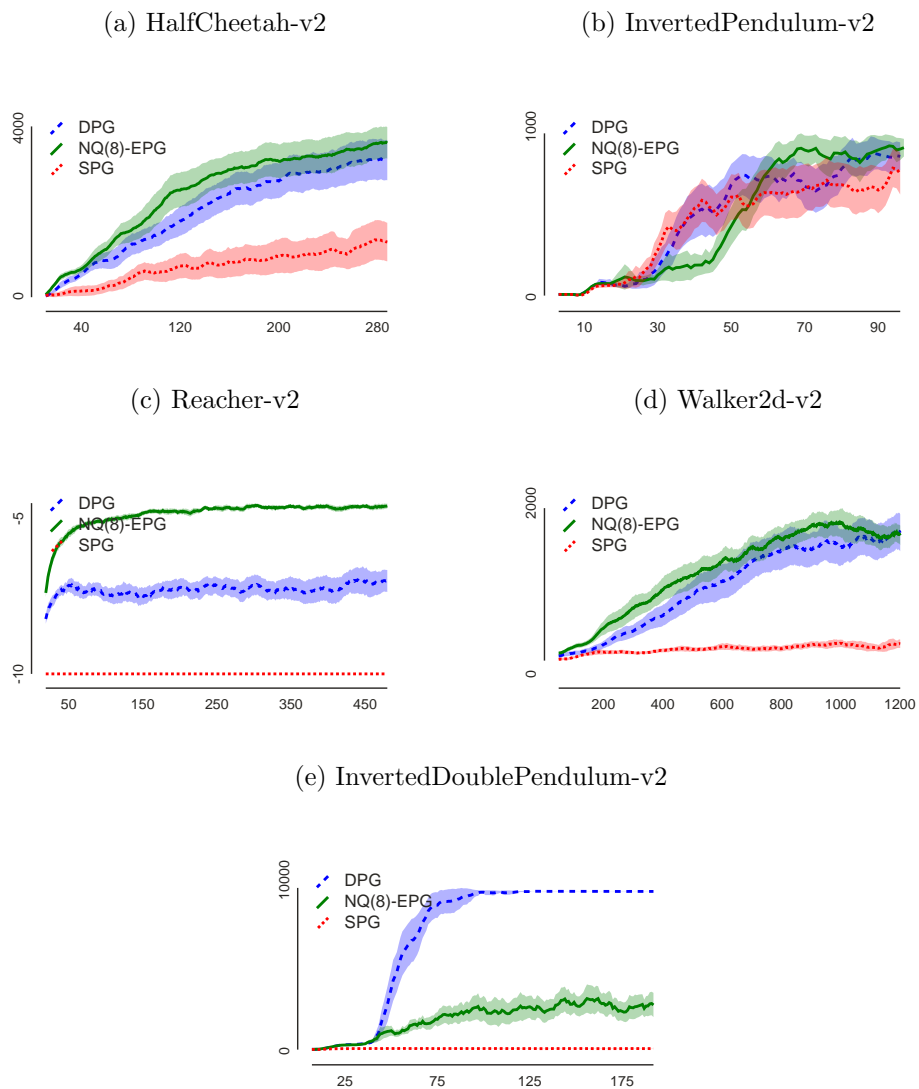 (a) HalfCheetah-v2
4000
0
DPG
NQ(8)-EPG
SPG
40 120 200 280
(b) InvertedPendulum-v2
1000
0
DPG
NQ(8)-EPG
SPG
10 30 50 70 90
(c) Reacher-v2
-5
-10
DPG
NQ(8)-EPG
SPG
50 150 250 350 450
(d) Walker2d-v2
2000
0
DPG
NQ(8)-EPG
SPG
200 400 600 800 1000 1200
(e) InvertedDoublePendulum-v2
10000
0
DPG
NQ(8)-EPG
SPG
25 75 125 175